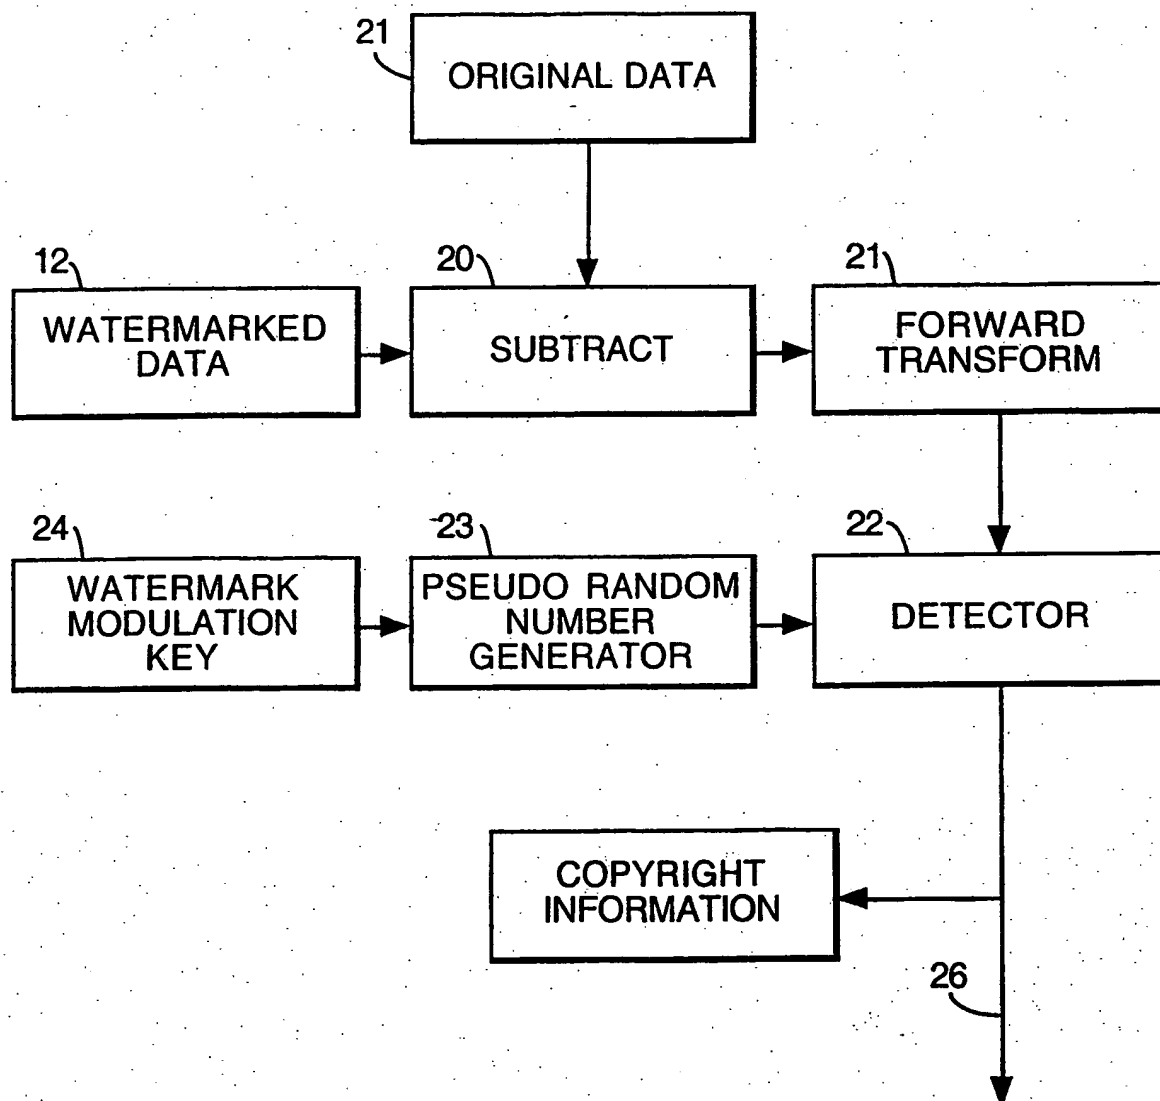 21
ORIGINAL DATA
12
WATERMARKED
DATA
20
SUBTRACT
21
FORWARD
TRANSFORM
24
WATERMARK
MODULATION
KEY
23
PSEUDO RANDOM
NUMBER
GENERATOR
22
DETECTOR
COPYRIGHT
INFORMATION
26